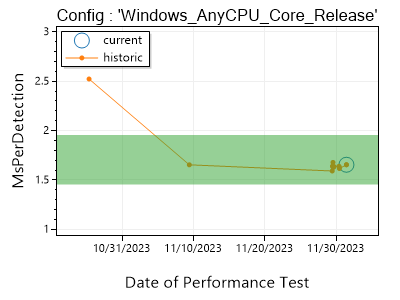 Config : 'Windows_AnyCPU_Core_Release'
current
historic
3
2.5
2
1.5
1
MsPerDetection
10/31/2023 11/10/2023 11/20/2023 11/30/2023
Date of Performance Test